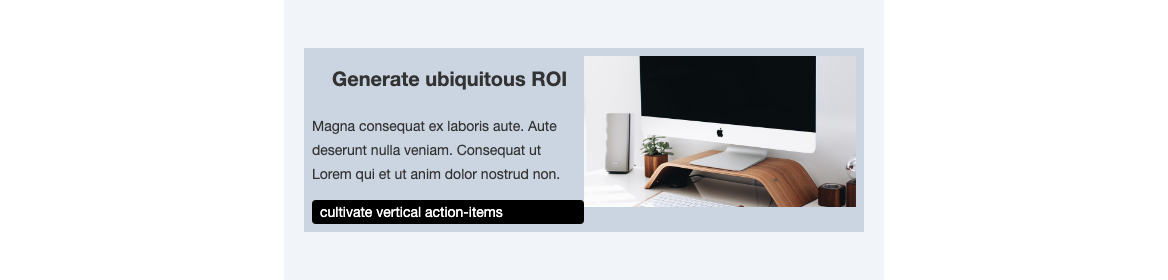 Generate ubiquitous ROI
Magna consequat ex laboris aute. Aute
deserunt nulla veniam. Consequat ut
Lorem qui et ut anim dolor nostrud non.
cultivate vertical action-items